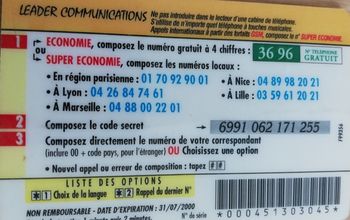 LEADER COMMUNICATIONS
Ne pas introduire dans le lecteur d'une cabine de téléphone.
S'utilise de n'importe quel téléphone à touches musicales.
Appels Internationaux à partir de forfaits GSM, composez le n° SUPER ECONOMIE.
1 ECONOMIE, composez le numéro gratuit à 4 chiffres : 36 96 N° TELEPHONE GRATUIT
ou
SUPER ECONOMIE, composez les numéros locaux :
• En région parisienne : 01 70 92 90 01
• À Nice : 04 89 98 20 21
• À Lyon : 04 26 84 74 61
• À Lille : 03 59 61 20 21
• À Marseille : 04 88 00 22 01
2 Composez le code secret 6991 062 171 255
3 Composez directement le numéro de votre correspondant
(inclure 00 + code pays, pour l'étranger) OU Choisissez une option
• Nouvel appel ou erreur de composition : tapez ##
LISTE DES OPTIONS
*1 Choix de la langue *2 Rappel du dernier N°
NON REMBOURSABLE - DATE D'EXPIRATION : 31/07/2000
N° de série
*000451303045*